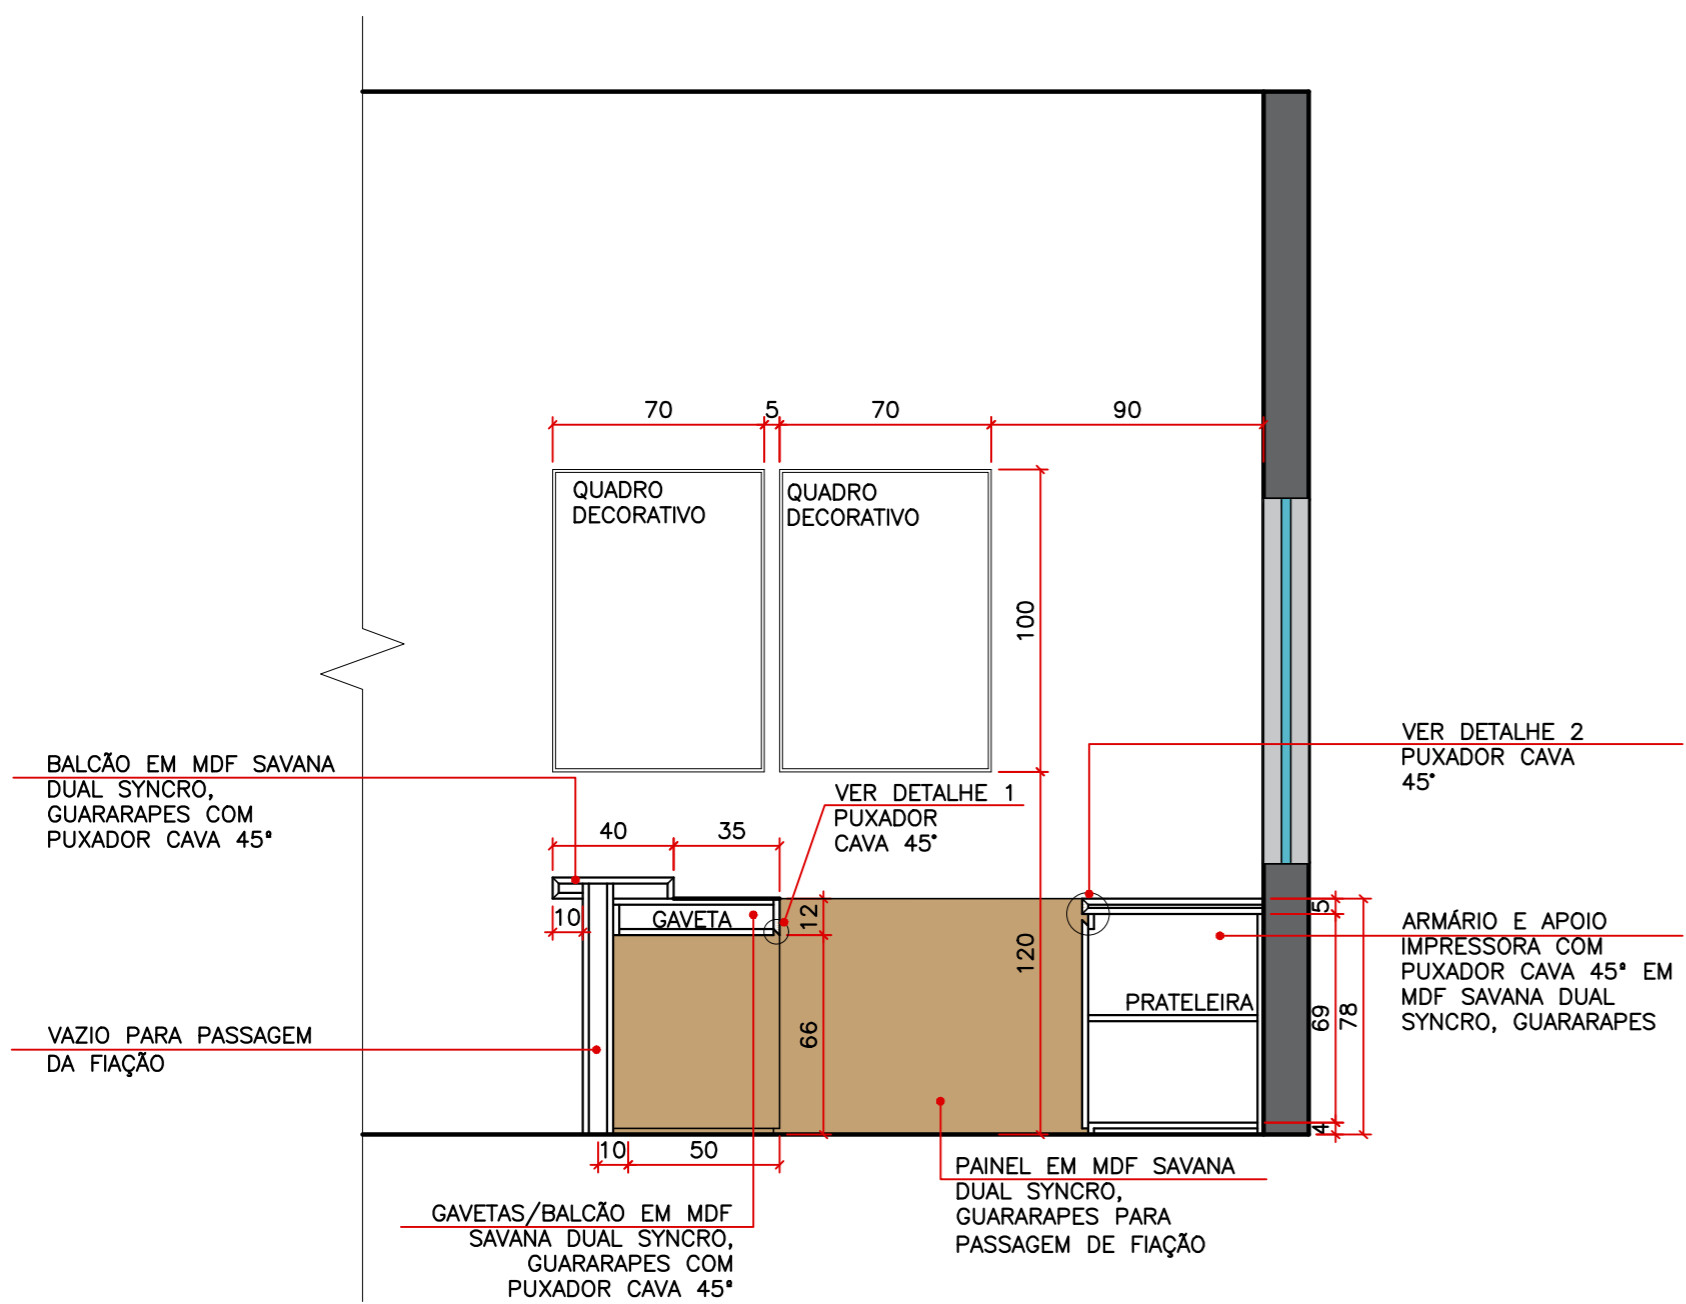 70
5
70
90
QUADRO
DECORATIVO
QUADRO
DECORATIVO
100
VER DETALHE 2
PUXADOR CAVA
45°
BALCÃO EM MDF SAVANA
DUAL SYNCRO,
GUARARAPES COM
PUXADOR CAVA 45ª
VER DETALHE 1
PUXADOR
CAVA 45°
40
35
10
GAVETA
12
5
ARMÁRIO E APOIO
IMPRESSORA COM
PUXADOR CAVA 45ª EM
MDF SAVANA DUAL
SYNCRO, GUARARAPES
120
PRATELEIRA
69
78
66
VAZIO PARA PASSAGEM
DA FIAÇÃO
4
10
50
PAINEL EM MDF SAVANA
DUAL SYNCRO,
GUARARAPES PARA
PASSAGEM DE FIAÇÃO
GAVETAS/BALCÃO EM MDF
SAVANA DUAL SYNCRO,
GUARARAPES COM
PUXADOR CAVA 45ª